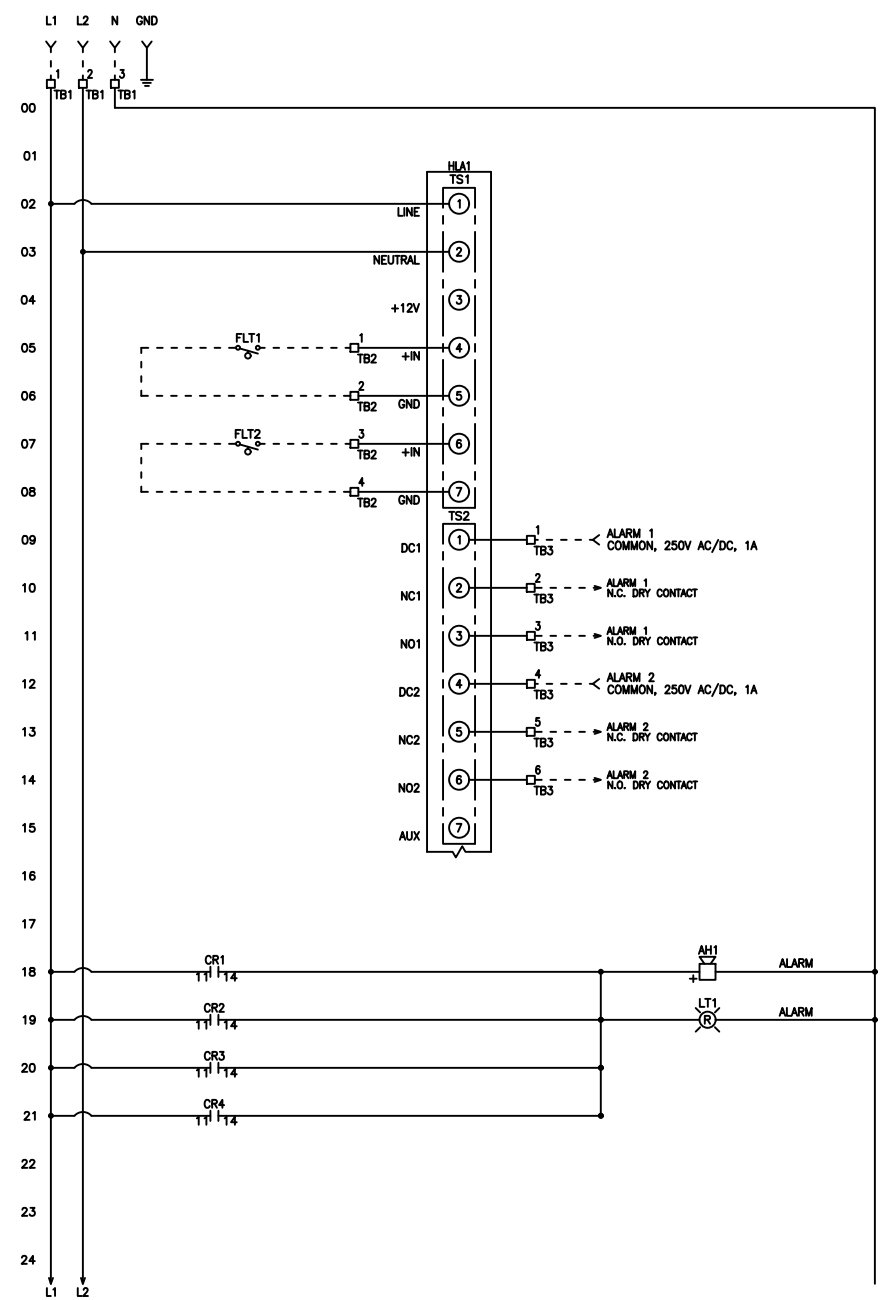 L1 L2 N GND
1 2 3
TB1 TB1 TB1
00
01
HLA1
TS1
02 LINE 1
03 NEUTRAL 2
04 +12V 3
FLT1 1
05 TB2 +IN 4
2
06 TB2 GND 5
FLT2 3
07 TB2 +IN 6
4
08 TB2 GND 7
TS2
09 DC1 1 1 TB3 ALARM 1
COMMON, 250V AC/DC, 1A
10 NC1 2 2 TB3 ALARM 1
N.C. DRY CONTACT
11 NO1 3 3 TB3 ALARM 1
N.O. DRY CONTACT
12 DC2 4 4 TB3 ALARM 2
COMMON, 250V AC/DC, 1A
13 NC2 5 5 TB3 ALARM 2
N.C. DRY CONTACT
14 NO2 6 6 TB3 ALARM 2
N.O. DRY CONTACT
15 AUX 7
16
17
CR1 AH1
18 11 14 + ALARM
CR2 LT1
19 11 14 R ALARM
CR3
20 11 14
CR4
21 11 14
22
23
24
L1 L2